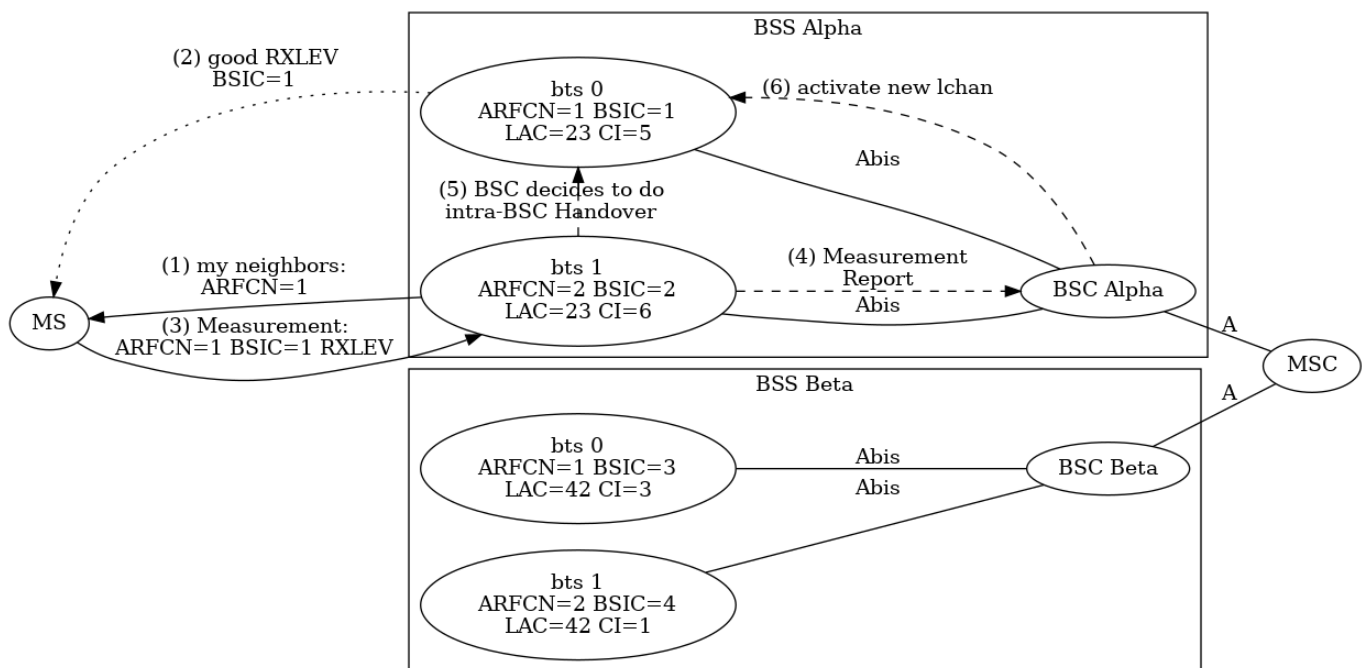 BSS Alpha
(2) good RXLEV
BSIC=1
bts 0
ARFCN=1 BSIC=1
LAC=23 CI=5
(6) activate new lchan
Abis
(5) BSC decides to do
intra-BSC Handover
(1) my neighbors:
ARFCN=1
bts 1
ARFCN=2 BSIC=2
LAC=23 CI=6
(4) Measurement
Report
Abis
BSC Alpha
MS
(3) Measurement:
ARFCN=1 BSIC=1 RXLEV
A
MSC
A
BSS Beta
bts 0
ARFCN=1 BSIC=3
LAC=42 CI=3
Abis
Abis
BSC Beta
bts 1
ARFCN=2 BSIC=4
LAC=42 CI=1